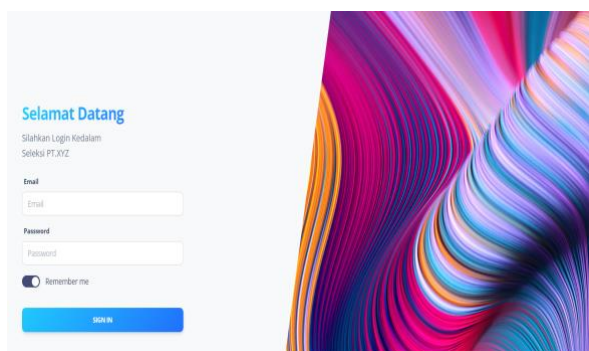 Selamat Datang
Silahkan Login Kedalam
Seleksi PT.XYZ
Email
Email
Password
Password
Remember me
SIGN IN